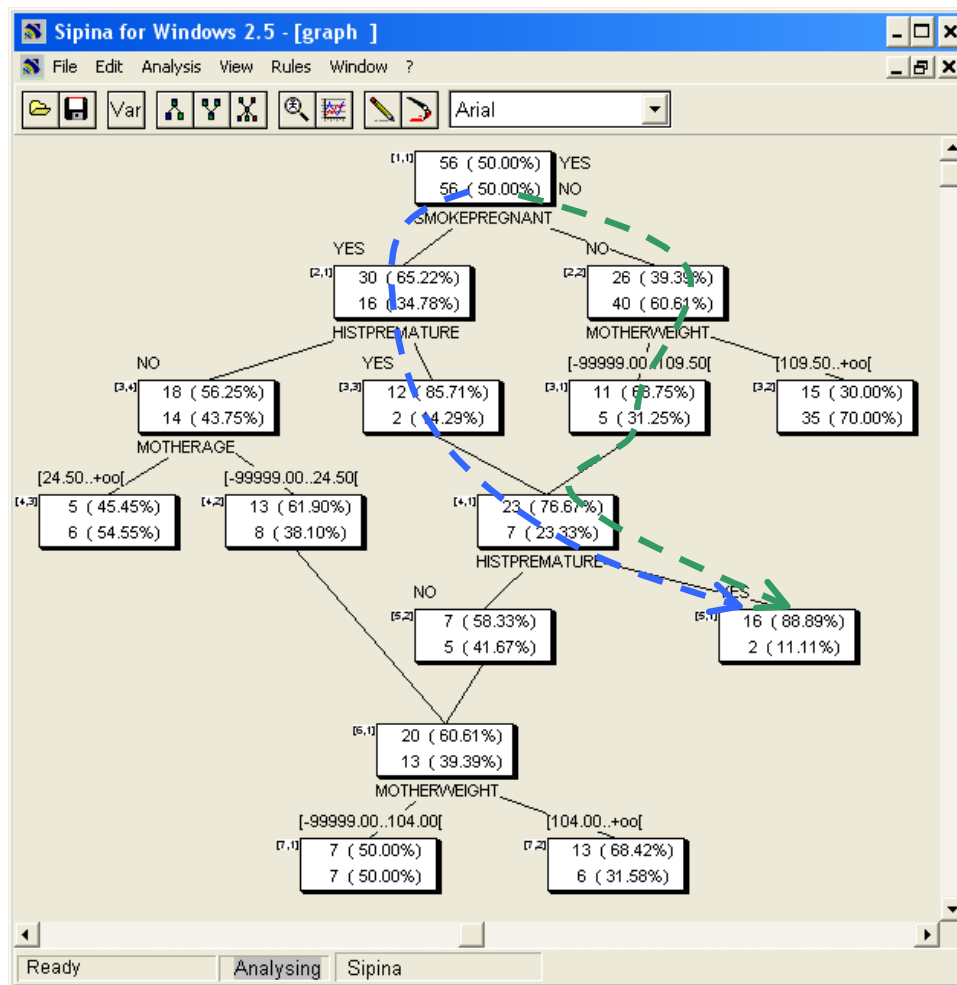 Sipina for Windows 2.5 - [graph ]
File Edit Analysis View Rules Window ?
Var Arial
[1,1] 56 ( 50.00%) YES
56 ( 50.00%) NO
SMOKEPREGNANT
YES NO
[2,1] 30 ( 65.22%) [2,2] 26 ( 39.39%)
16 ( 34.78%) 40 ( 60.61%)
HISTPREMATURE MOTHERWEIGHT
NO YES [-99999.00..109.50[ [109.50..+oo[
[3,4] 18 ( 56.25%) [3,3] 12 ( 85.71%) [3,1] 11 ( 68.75%) [3,2] 15 ( 30.00%)
14 ( 43.75%) 2 ( 14.29%) 5 ( 31.25%) 35 ( 70.00%)
MOTHERAGE
[24.50..+oo[ [-99999.00..24.50[
[4,3] 5 ( 45.45%) [4,2] 13 ( 61.90%) [4,1] 23 ( 76.67%)
6 ( 54.55%) 8 ( 38.10%) 7 ( 23.33%)
HISTPREMATURE
NO YES
[5,2] 7 ( 58.33%) [5,1] 16 ( 88.89%)
5 ( 41.67%) 2 ( 11.11%)
[6,1] 20 ( 60.61%)
13 ( 39.39%)
MOTHERWEIGHT
[-99999.00..104.00[ [104.00..+oo[
[7,1] 7 ( 50.00%) [7,2] 13 ( 68.42%)
7 ( 50.00%) 6 ( 31.58%)
Ready Analysing Sipina